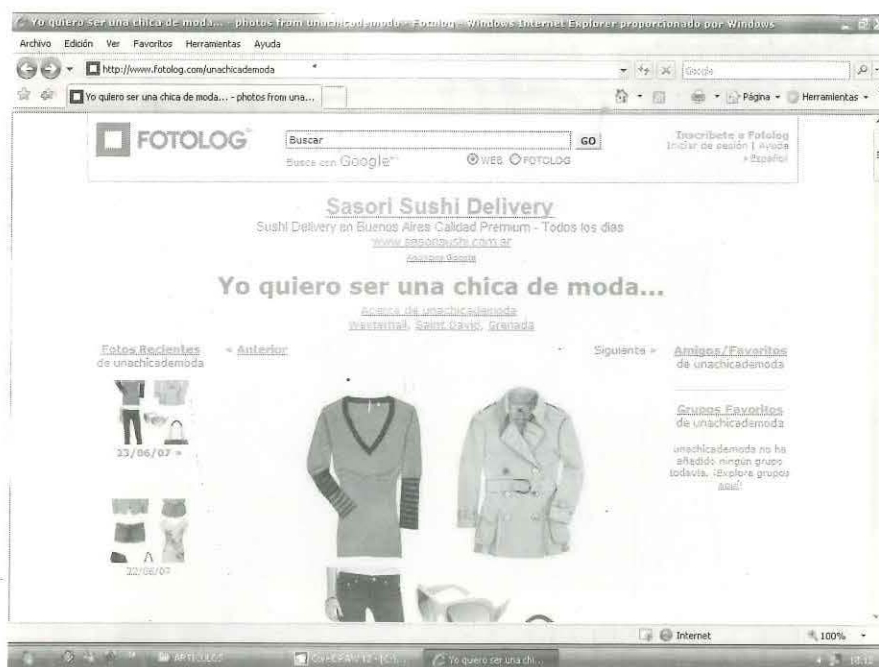 Yo quiero ser una chica de moda... - photos from unachicademoda - Fotolog - Windows Internet Explorer proporcionado por Windows
Archivo Edición Ver Favoritos Herramientas Ayuda
http://www.fotolog.com/unachicademoda Google
Yo quiero ser una chica de moda... - photos from una... Página Herramientas
FOTOLOG Buscar GO Inscríbete a Fotolog
Iniciar de sesión | Ayuda
Busca con Google WEB FOTOLOG » Español
Sasori Sushi Delivery
Sushi Delivery en Buenos Aires Calidad Premium - Todos los dias
www.sasorisushi.com.ar
Anuncios Google
Yo quiero ser una chica de moda...
Acerca de unachicademoda
Westerhall, Saint David, Grenada
Fotos Recientes « Anterior Siguiente » Amigos/Favoritos
de unachicademoda de unachicademoda
23/06/07 »
22/06/07
Grupos Favoritos
de unachicademoda
unachicademoda no ha
añadido ningún grupo
todavía. ¡Explore grupos
aquí!
Internet 100%
ARTICULOS CorelDRAW 12 - [C:\... Yo quiero ser una chi... 10:12